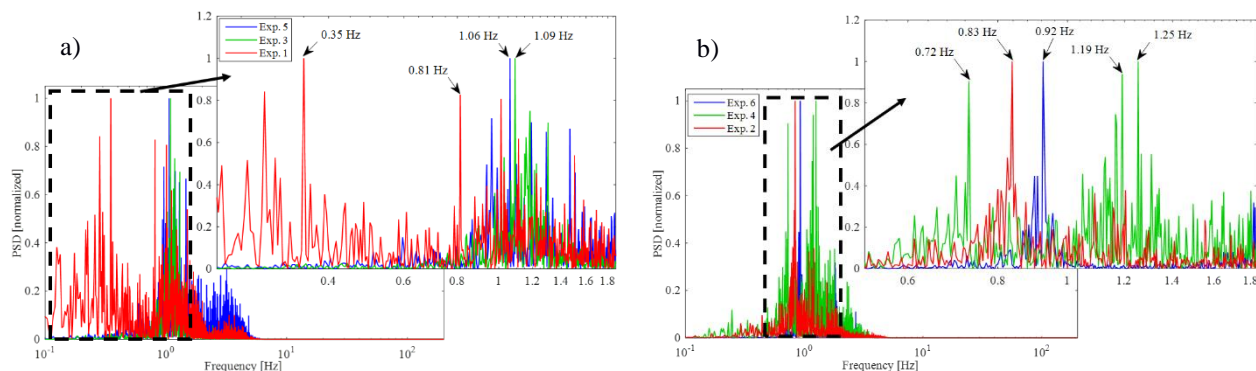 a)
Exp. 5
Exp. 3
Exp. 1
0.35 Hz
0.81 Hz
1.06 Hz
1.09 Hz
1.2
1
0.8
0.6
0.4
0.2
0
0.4 0.6 0.8 1 1.2 1.4 1.6 1.8
PSD [normalized]
1
0.8
0.6
0.4
0.2
0
10-1 100 101 102
Frequency [Hz]
b)
Exp. 6
Exp. 4
Exp. 2
0.72 Hz
0.83 Hz
0.92 Hz
1.19 Hz
1.25 Hz
1.2
1
0.8
0.6
0.4
0.2
0
0.6 0.8 1 1.2 1.4 1.6 1.8
PSD [normalized]
1
0.8
0.6
0.4
0.2
0
10-1 100 101 102
Frequency [Hz]